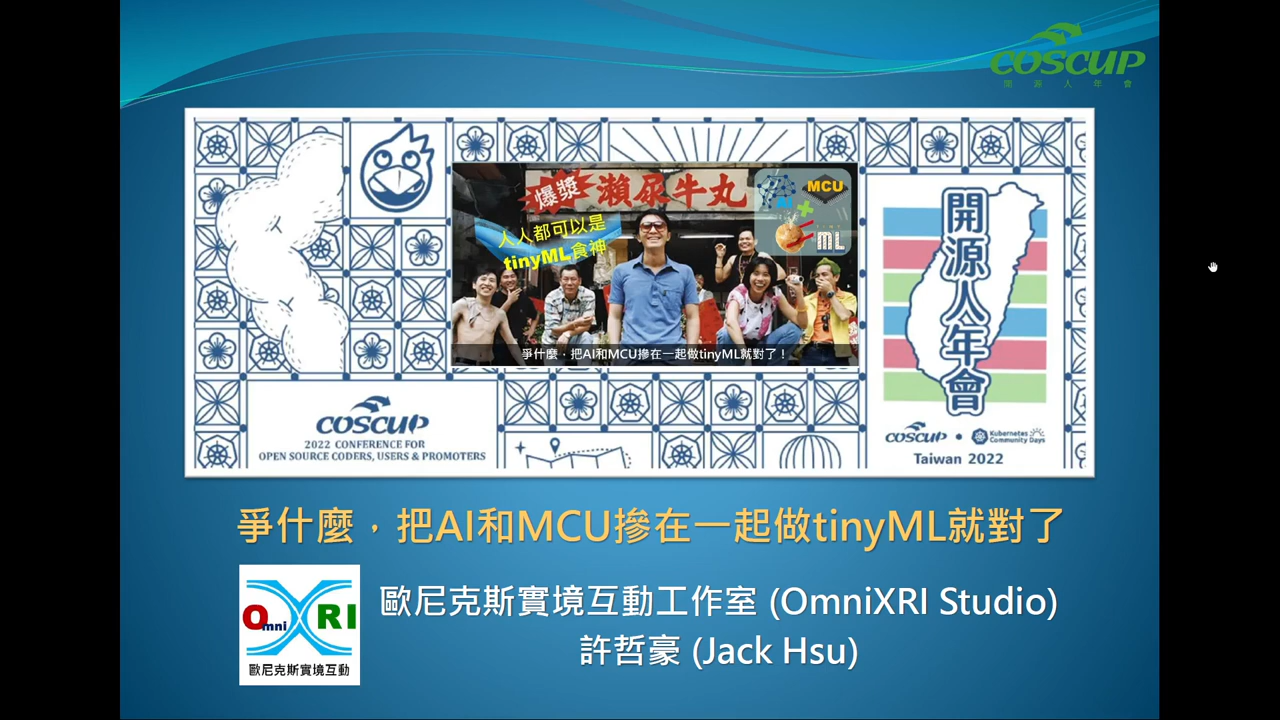 COSCUP
開源人年會
爆漿 瀨尿牛丸
AI
MCU
人人都可以是
tinyML食神
TINY
ML
爭什麼，把AI和MCU摻在一起做tinyML就對了！
開源人年會
COSCUP
2022 CONFERENCE FOR
OPEN SOURCE CODERS, USERS & PROMOTERS
COSCUP • Kubernetes Community Days
Taiwan 2022
爭什麼，把AI和MCU摻在一起做tinyML就對了
Omni XRI
歐尼克斯實境互動
歐尼克斯實境互動工作室 (OmniXRI Studio)
許哲豪 (Jack Hsu)